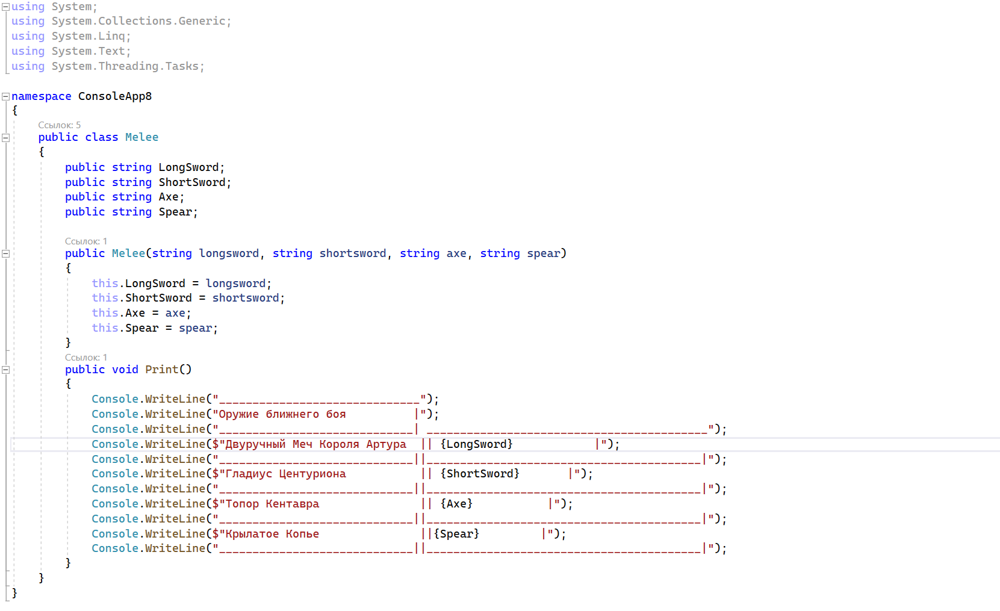 using System;
using System.Collections.Generic;
using System.Linq;
using System.Text;
using System.Threading.Tasks;
namespace ConsoleApp8
{
Ссылок: 5
public class Melee
{
public string LongSword;
public string ShortSword;
public string Axe;
public string Spear;
Ссылок: 1
public Melee(string longsword, string shortsword, string axe, string spear)
{
this.LongSword = longsword;
this.ShortSword = shortsword;
this.Axe = axe;
this.Spear = spear;
}
Ссылок: 1
public void Print()
{
Console.WriteLine("______________________________");
Console.WriteLine("Оружие ближнего боя          |");
Console.WriteLine("_____________________________| __________________________________________");
Console.WriteLine($"Двуручный Меч Короля Артура  || {LongSword}            |");
Console.WriteLine("_____________________________||_________________________________________|");
Console.WriteLine($"Гладиус Центуриона           || {ShortSword}       |");
Console.WriteLine("_____________________________||_________________________________________|");
Console.WriteLine($"Топор Кентавра               || {Axe}           |");
Console.WriteLine("_____________________________||_________________________________________|");
Console.WriteLine($"Крылатое Копье               ||{Spear}         |");
Console.WriteLine("_____________________________||_________________________________________|");
}
}
}